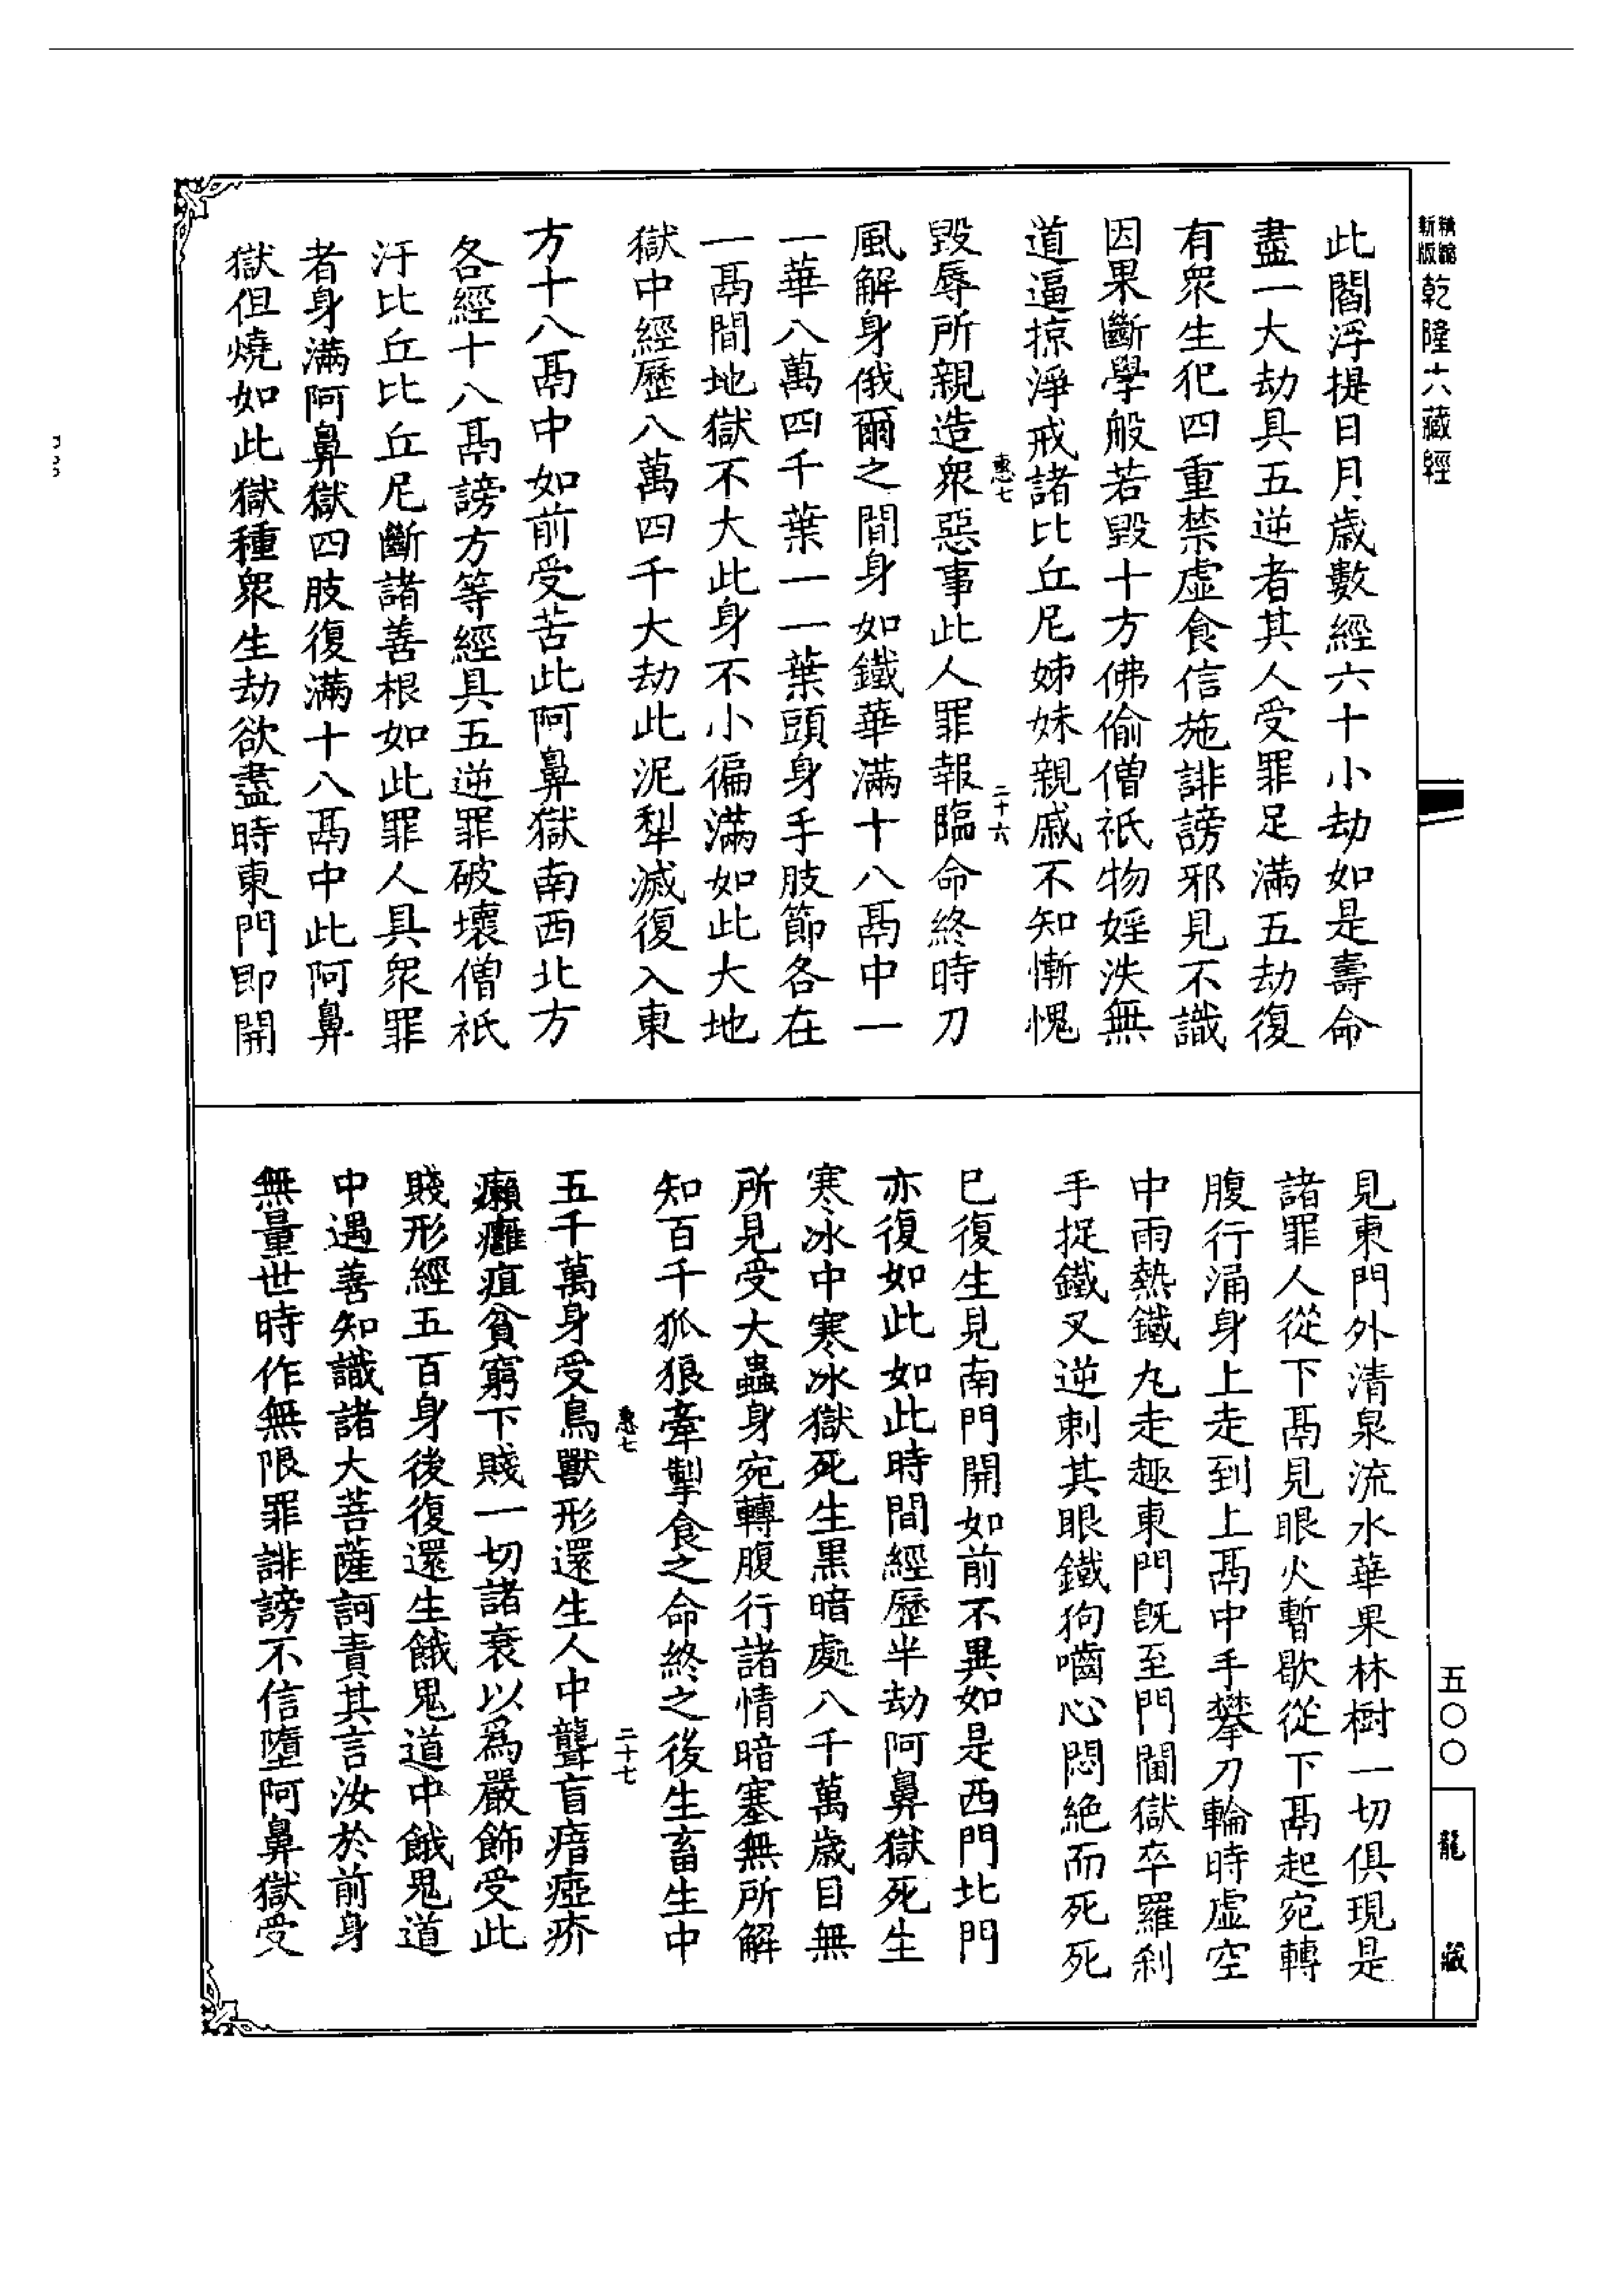 新版
精縮
乾隆大藏經
此閻浮提日月歲數經六十小劫如是壽命
盡一大劫具五逆者其人受罪足滿五劫復
有眾生犯四重禁虛食信施誹謗邪見不識
因果斷學般若毀十方佛偷僧祇物婬泆無
道逼掠淨戒諸比丘尼姊妹親戚不知慚愧
惠七
二十六
毀辱所親造眾惡事此人罪報臨命終時刀
風解身俄爾之間身如鐵華滿十八鬲中一
一華八萬四千葉一一葉頭身手肢節各在
一鬲間地獄不大此身不小徧滿如此大地
獄中經歷八萬四千大劫此泥犁滅復入東
方十八鬲中如前受苦此阿鼻獄南西北方
各經十八鬲謗方等經具五逆罪破壞僧祇
汙比丘比丘尼斷諸善根如此罪人具眾罪
者身滿阿鼻獄四肢復滿十八鬲中此阿鼻
獄但燒如此獄種眾生劫欲盡時東門即開
見東門外清泉流水華果林樹一切俱現是
諸罪人從下鬲見眼火暫歇從下鬲起宛轉
腹行涌身上走到上鬲中手攀刀輪時虛空
中雨熱鐵丸走趣東門既至門閫獄卒羅剎
手捉鐵叉逆刺其眼鐵狗嚙心悶絕而死死
已復生見南門開如前不異如是西門北門
亦復如此如此時間經歷半劫阿鼻獄死生
寒冰中寒冰獄死生黑暗處八千萬歲目無
所見受大蟲身宛轉腹行諸情暗塞無所解
知百千狐狼牽掣食之命終之後生畜生中
惠七
二十七
五千萬身受鳥獸形還生人中聾盲瘖瘂疥
癩癰疽貧窮下賤一切諸衰以為嚴飾受此
賤形經五百身後復還生餓鬼道中餓鬼道
中遇善知識諸大菩薩訶責其言汝於前身
無量世時作無限罪誹謗不信墮阿鼻獄受
五〇〇
龍藏